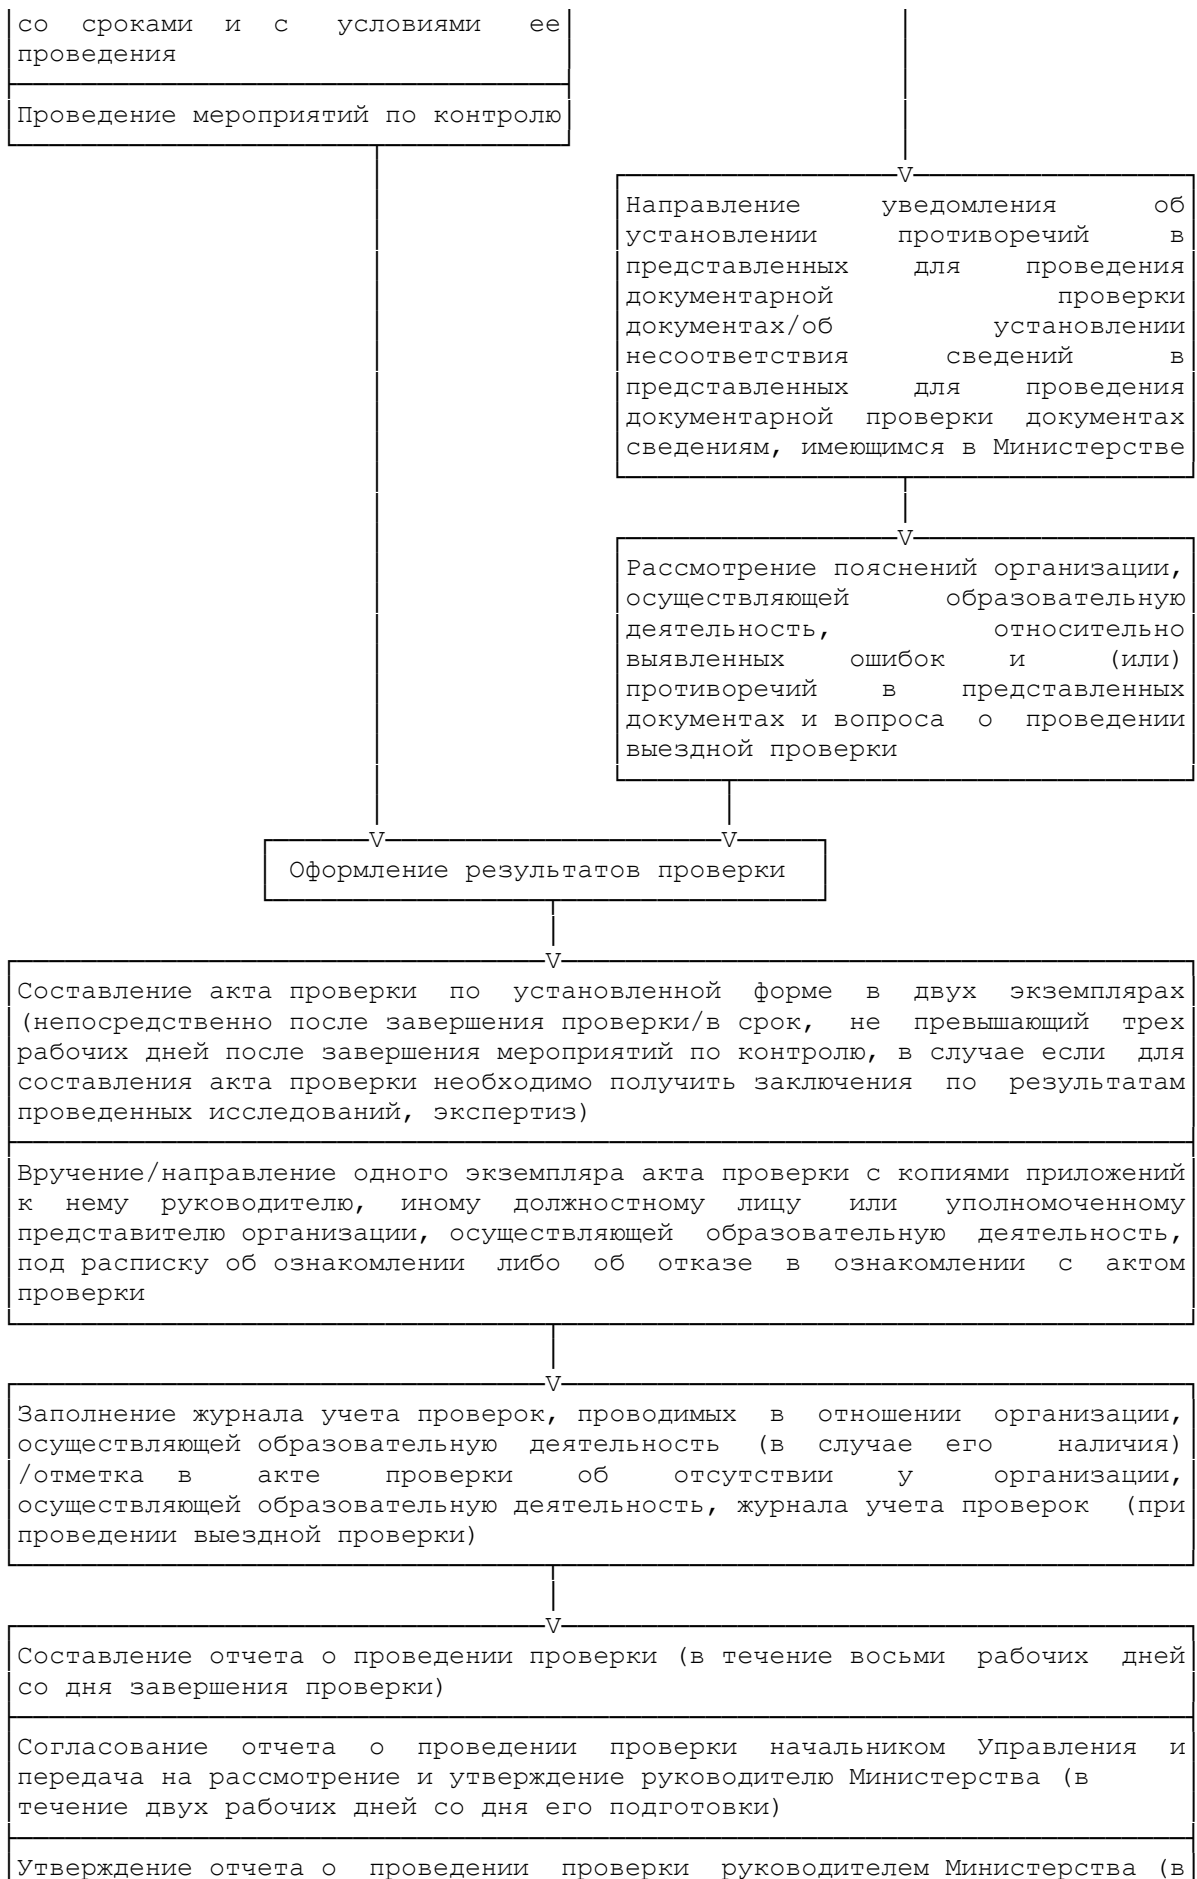 со сроками и с условиями ее
проведения
Проведение мероприятий по контролю
V
Направление уведомления об
установлении противоречий в
представленных для проведения
документарной проверки
документах/об установлении
несоответствия сведений в
представленных для проведения
документарной проверки документах
сведениям, имеющимся в Министерстве
V
Рассмотрение пояснений организации,
осуществляющей образовательную
деятельность, относительно
выявленных ошибок и (или)
противоречий в представленных
документах и вопроса о проведении
выездной проверки
V V
Оформление результатов проверки
V
Составление акта проверки по установленной форме в двух экземплярах
(непосредственно после завершения проверки/в срок, не превышающий трех
рабочих дней после завершения мероприятий по контролю, в случае если для
составления акта проверки необходимо получить заключения по результатам
проведенных исследований, экспертиз)
Вручение/направление одного экземпляра акта проверки с копиями приложений
к нему руководителю, иному должностному лицу или уполномоченному
представителю организации, осуществляющей образовательную деятельность,
под расписку об ознакомлении либо об отказе в ознакомлении с актом
проверки
V
Заполнение журнала учета проверок, проводимых в отношении организации,
осуществляющей образовательную деятельность (в случае его наличия)
/отметка в акте проверки об отсутствии у организации,
осуществляющей образовательную деятельность, журнала учета проверок (при
проведении выездной проверки)
V
Составление отчета о проведении проверки (в течение восьми рабочих дней
со дня завершения проверки)
Согласование отчета о проведении проверки начальником Управления и
передача на рассмотрение и утверждение руководителю Министерства (в
течение двух рабочих дней со дня его подготовки)
Утверждение отчета о проведении проверки руководителем Министерства (в